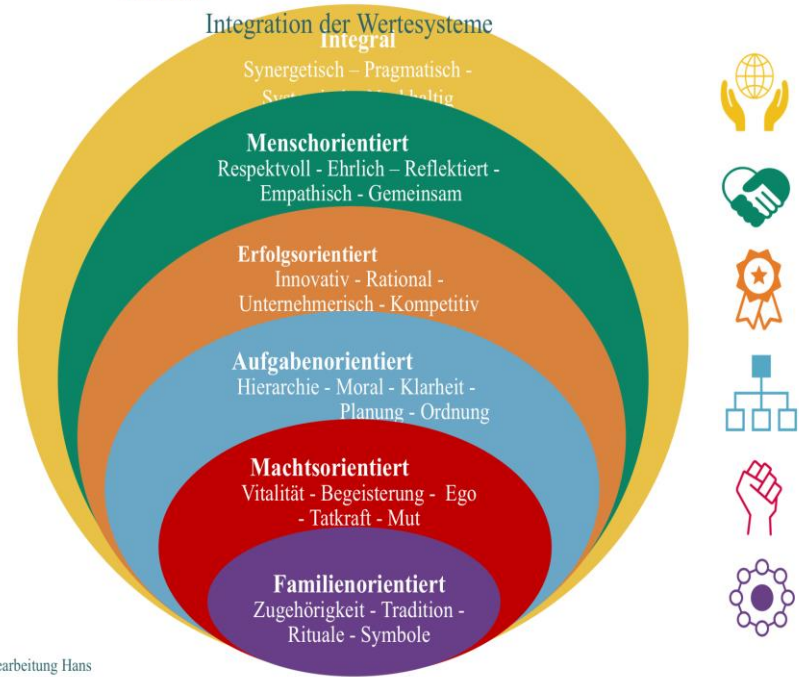 Integration der Wertesysteme
Integral
Synergetisch – Pragmatisch -
Menschorientiert
Respektvoll - Ehrlich – Reflektiert -
Empathisch - Gemeinsam
Erfolgsorientiert
Innovativ - Rational -
Unternehmerisch - Kompetitiv
Aufgabenorientiert
Hierarchie - Moral - Klarheit -
Planung - Ordnung
Machtsorientiert
Vitalität - Begeisterung - Ego
- Tatkraft - Mut
Familienorientiert
Zugehörigkeit - Tradition -
Rituale - Symbole
earbeitung Hans